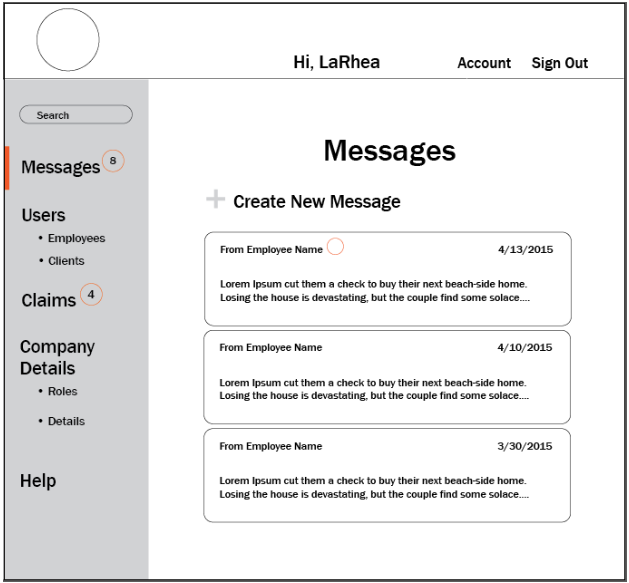 Hi, LaRhea
Account
Sign Out
Search
Messages 8
Users
• Employees
• Clients
Claims 4
Company
Details
• Roles
• Details
Help
Messages
+ Create New Message
From Employee Name
4/13/2015
Lorem Ipsum cut them a check to buy their next beach-side home.
Losing the house is devastating, but the couple find some solace....
From Employee Name
4/10/2015
Lorem Ipsum cut them a check to buy their next beach-side home.
Losing the house is devastating, but the couple find some solace....
From Employee Name
3/30/2015
Lorem Ipsum cut them a check to buy their next beach-side home.
Losing the house is devastating, but the couple find some solace....